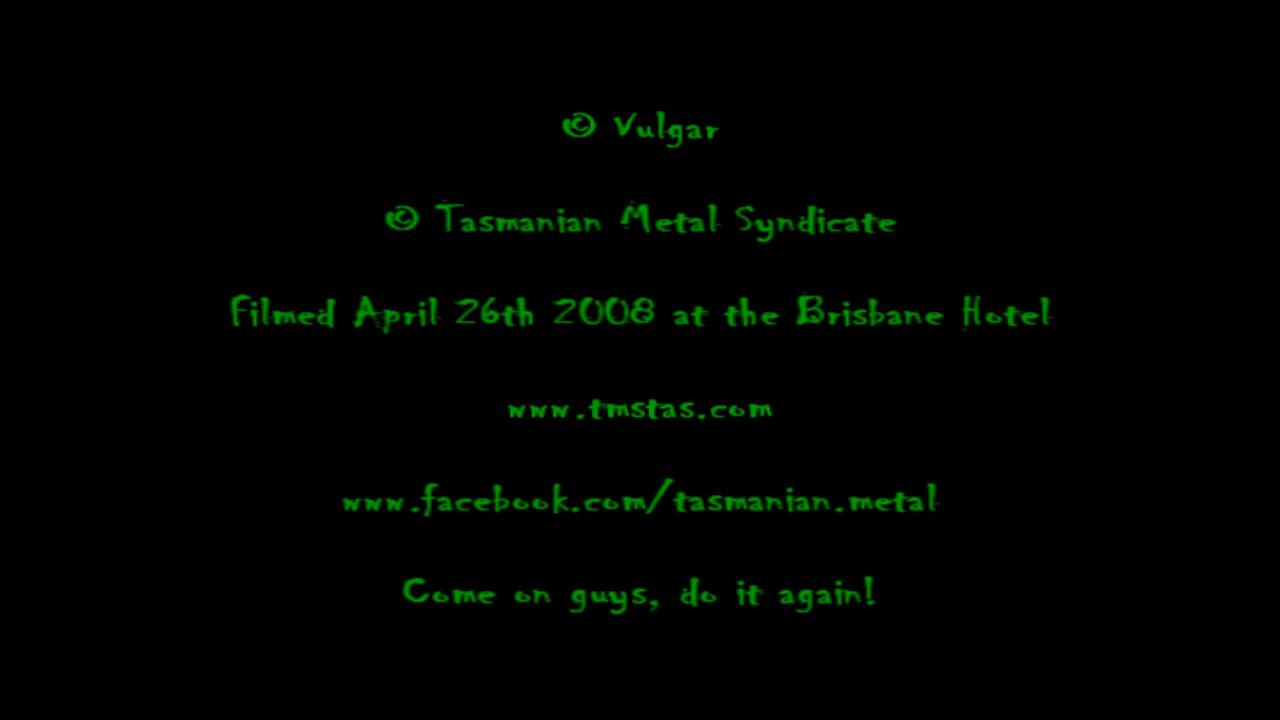 © Vulgar
© Tasmanian Metal Syndicate
Filmed April 26th 2008 at the Brisbane Hotel
www.tmstas.com
www.facebook.com/tasmanian.metal
Come on guys, do it again!